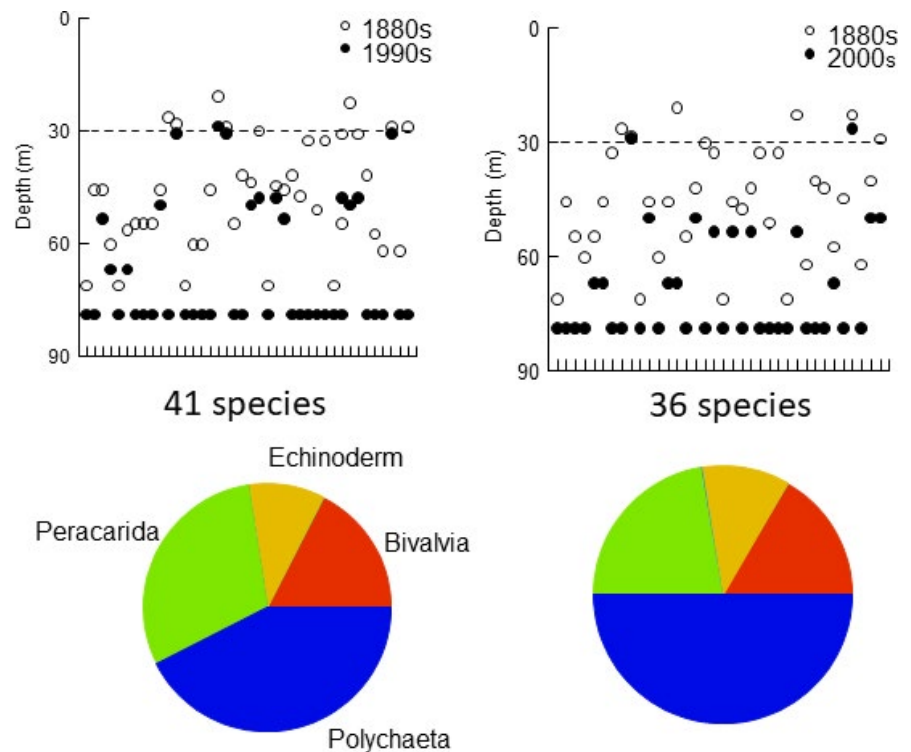 0
30
60
90
Depth (m)
1880s
1990s
41 species
0
30
60
90
Depth (m)
1880s
2000s
36 species
Echinoderm
Peracarida
Bivalvia
Polychaeta